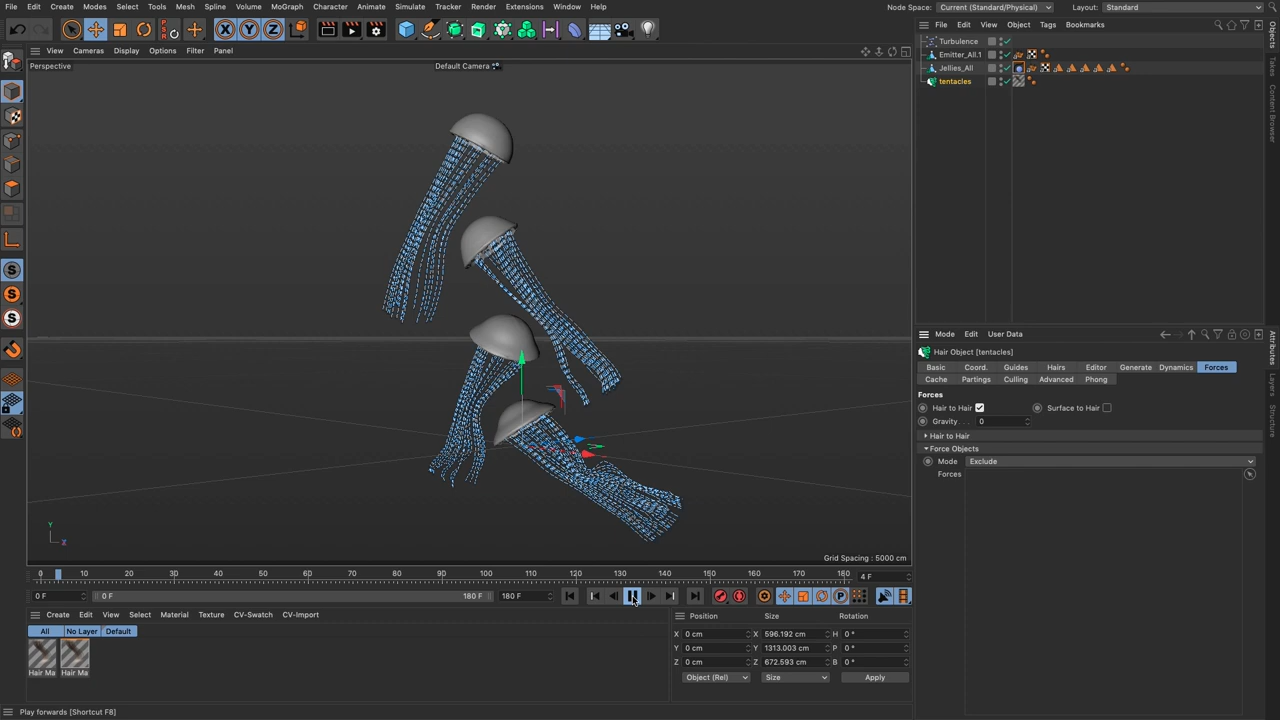 File Edit Create Modes Select Tools Mesh Spline Volume MoGraph Character Animate Simulate Tracker Render Extensions Window Help Node Space: Current (Standard/Physical) Layout: Standard
File Edit View Object Tags Bookmarks
View Cameras Display Options Filter Panel
Perspective Default Camera
Turbulence
Emitter_All.1
Jellies_All
tentacles
Objects
Takes
Content Browser
Mode Edit User Data
Hair Object [tentacles]
Basic Coord. Guides Hairs Editor Generate Dynamics Forces
Cache Partings Culling Advanced Phong
Forces
Hair to Hair Surface to Hair
Gravity . . . 0
Hair to Hair
Force Objects
Mode Exclude
Forces
Attributes
Layers
Structure
Y
Z
Grid Spacing : 5000 cm
0 10 20 30 40 50 60 70 80 90 100 110 120 130 140 150 160 170 180 4 F
0 F 0 F 180 F 180 F
Create Edit View Select Material Texture CV-Swatch CV-Import
All No Layer Default
Hair Ma Hair Ma
Position Size Rotation
X 0 cm X 596.192 cm H 0 °
Y 0 cm Y 1313.003 cm P 0 °
Z 0 cm Z 672.593 cm B 0 °
Object (Rel) Size Apply
Play forwards [Shortcut F8]